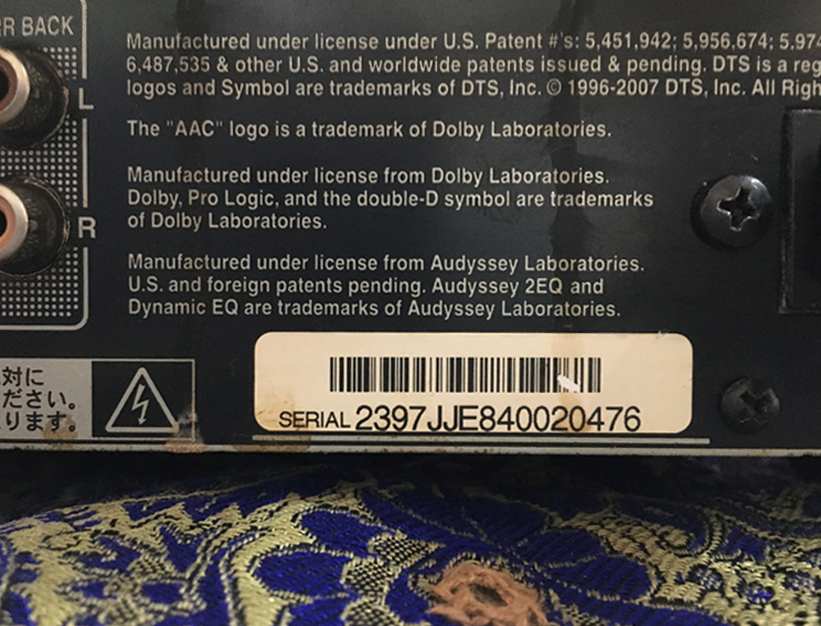 RR BACK
L
R
Manufactured under license under U.S. Patent #'s: 5,451,942; 5,956,674; 5,974
6,487,535 & other U.S. and worldwide patents issued & pending. DTS is a reg
logos and Symbol are trademarks of DTS, Inc. © 1996-2007 DTS, Inc. All Righ
The "AAC" logo is a trademark of Dolby Laboratories.
Manufactured under license from Dolby Laboratories.
Dolby, Pro Logic, and the double-D symbol are trademarks
of Dolby Laboratories.
Manufactured under license from Audyssey Laboratories.
U.S. and foreign patents pending. Audyssey 2EQ and
Dynamic EQ are trademarks of Audyssey Laboratories.
対に
ださい。
ります。
SERIAL 2397JJE840020476